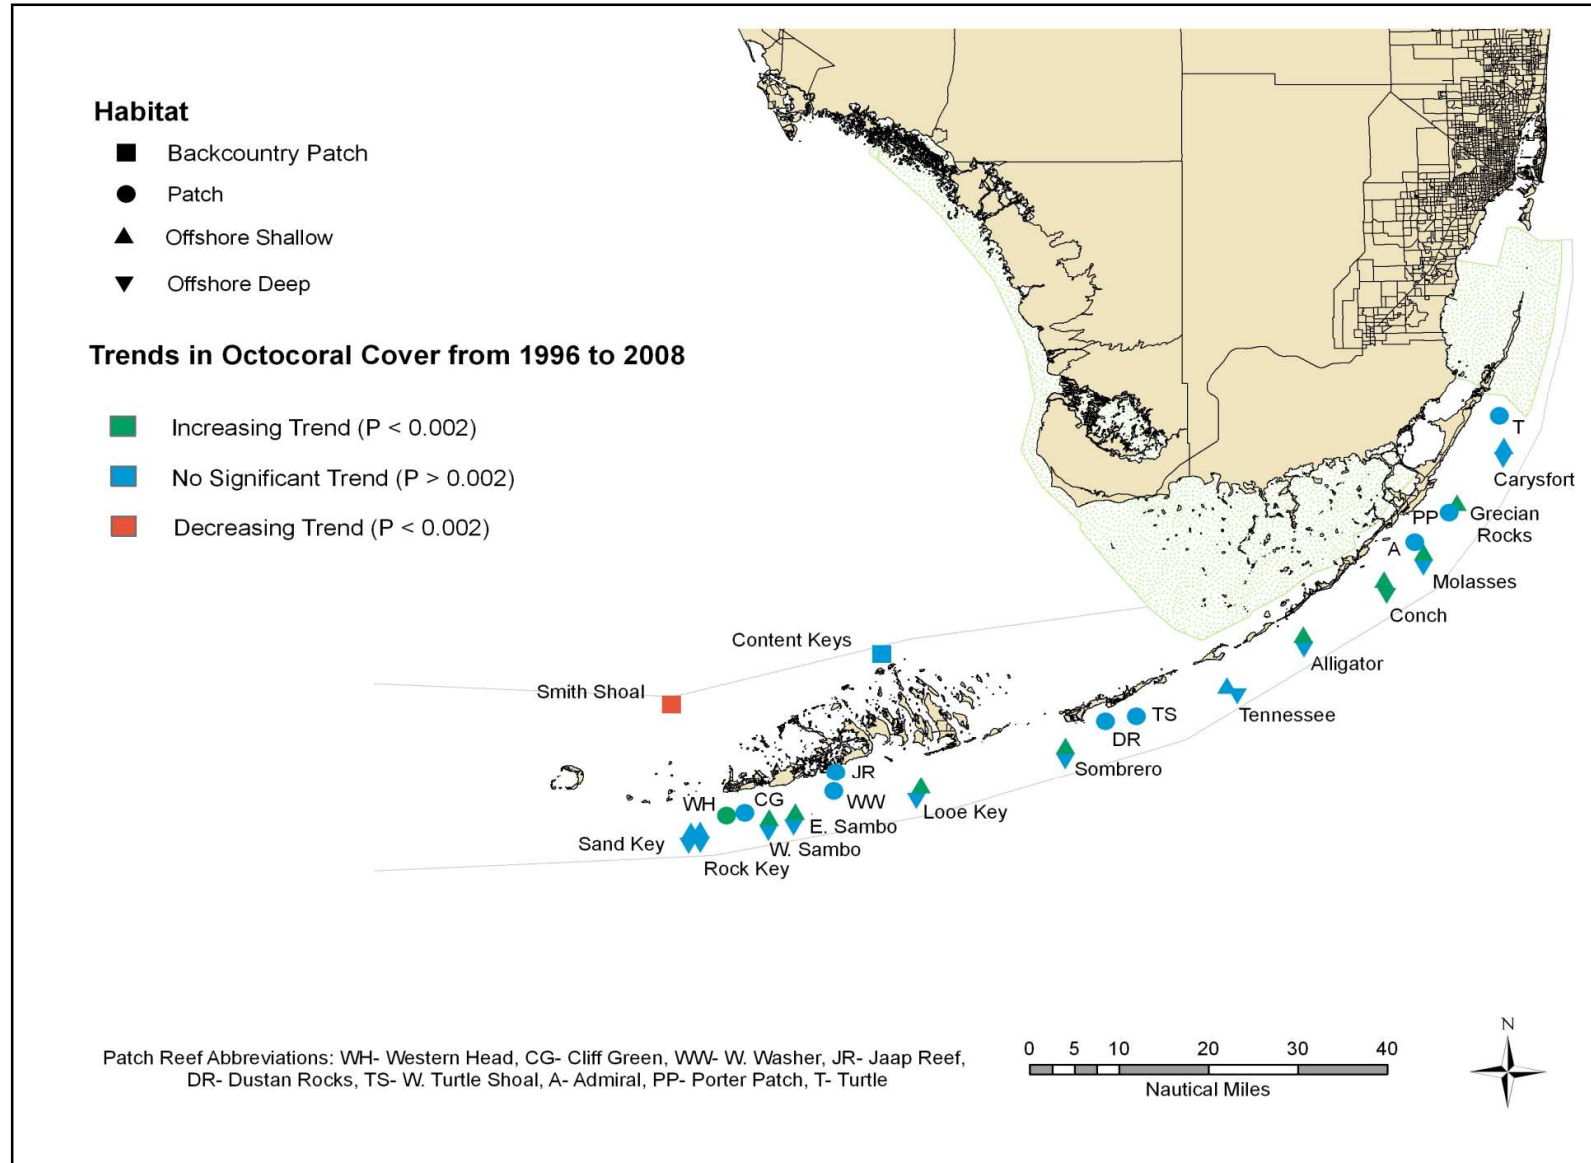 Habitat
Backcountry Patch
Patch
Offshore Shallow
Offshore Deep
Trends in Octocoral Cover from 1996 to 2008
Increasing Trend (P < 0.002)
No Significant Trend (P > 0.002)
Decreasing Trend (P < 0.002)
T
Carysfort
PP
Grecian
Rocks
A
Molasses
Conch
Alligator
Content Keys
Smith Shoal
Tennessee
TS
DR
Sombrero
JR
WW
Looe Key
WH
CG
E. Sambo
Sand Key
W. Sambo
Rock Key
Patch Reef Abbreviations: WH- Western Head, CG- Cliff Green, WW- W. Washer, JR- Jaap Reef,
DR- Dustan Rocks, TS- W. Turtle Shoal, A- Admiral, PP- Porter Patch, T- Turtle
0 5 10 20 30 40
Nautical Miles
N